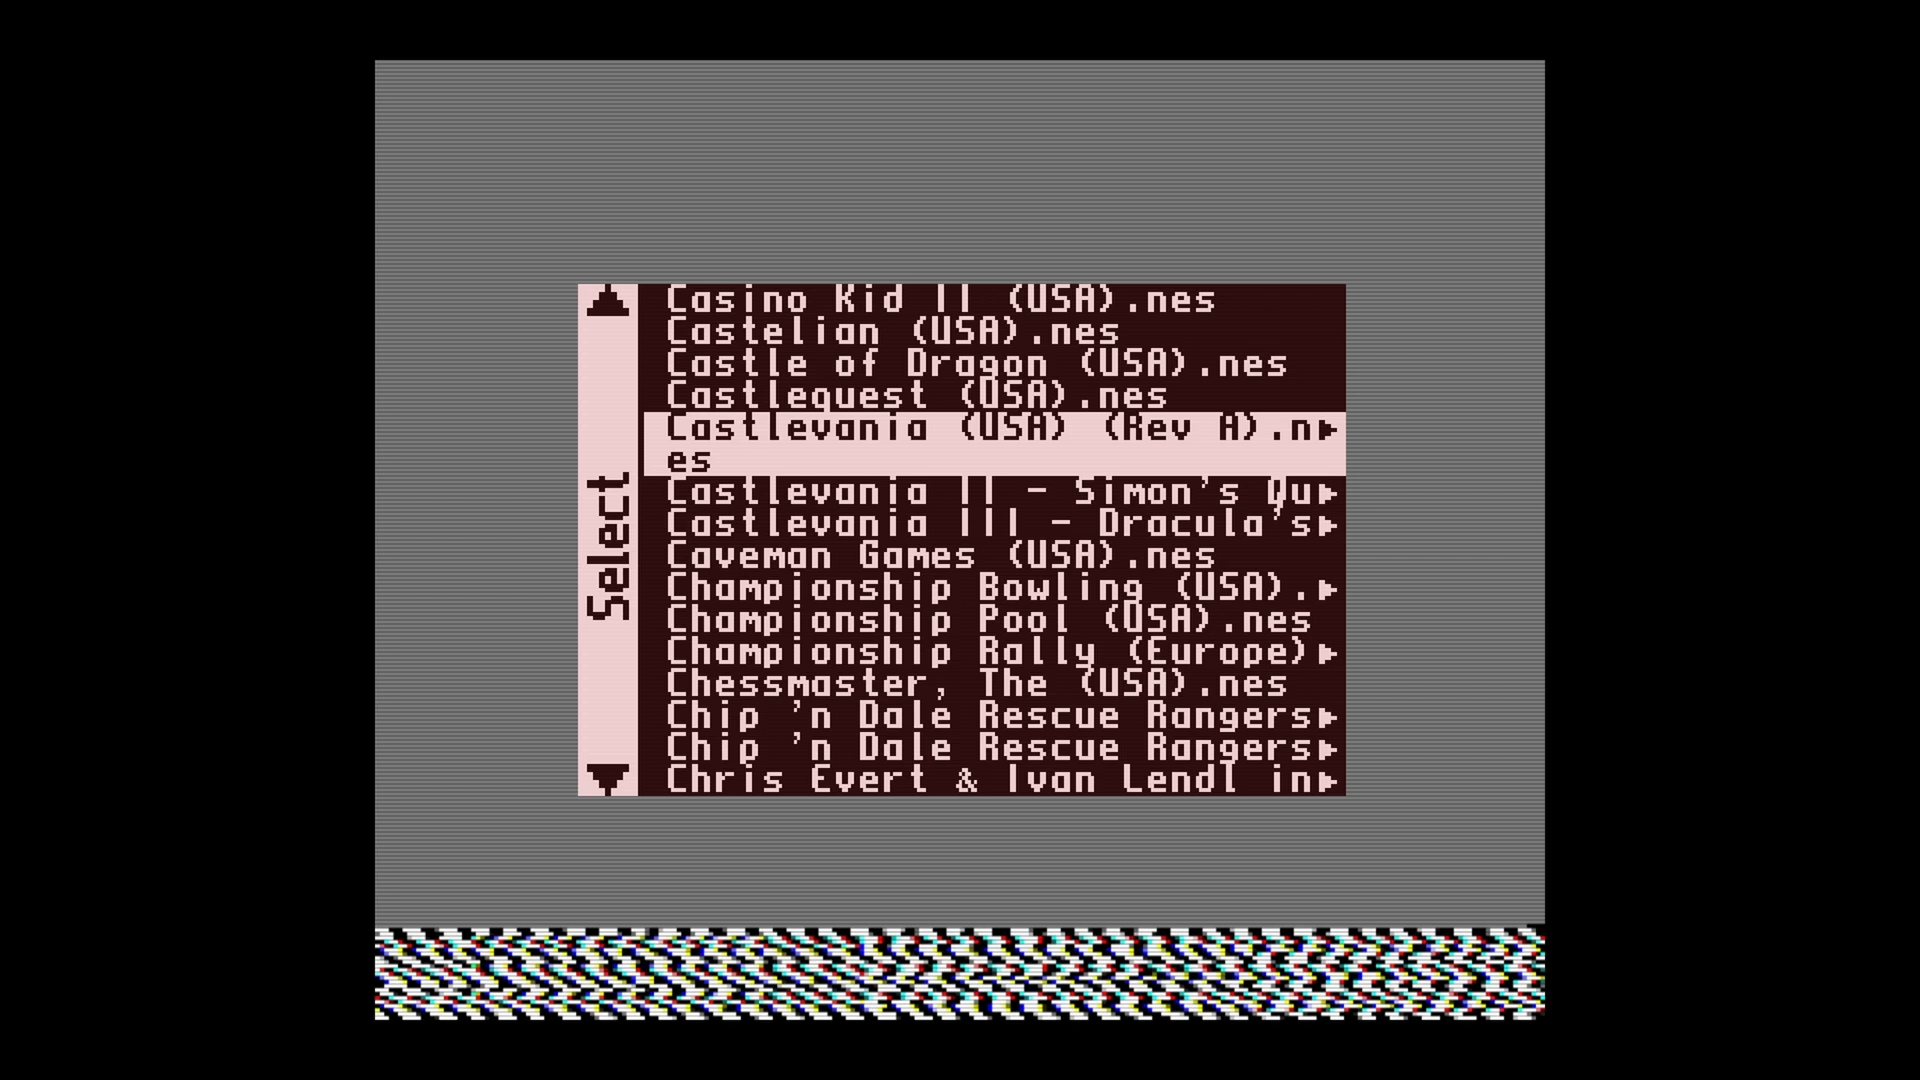 Select
Casino Kid II (USA).nes
Castelian (USA).nes
Castle of Dragon (USA).nes
Castlequest (USA).nes
Castlevania (USA) (Rev A).n
es
Castlevania II - Simon's Qu
Castlevania III - Dracula's
Caveman Games (USA).nes
Championship Bowling (USA).
Championship Pool (USA).nes
Championship Rally (Europe)
Chessmaster, The (USA).nes
Chip 'n Dale Rescue Rangers
Chip 'n Dale Rescue Rangers
Chris Evert & Ivan Lendl in